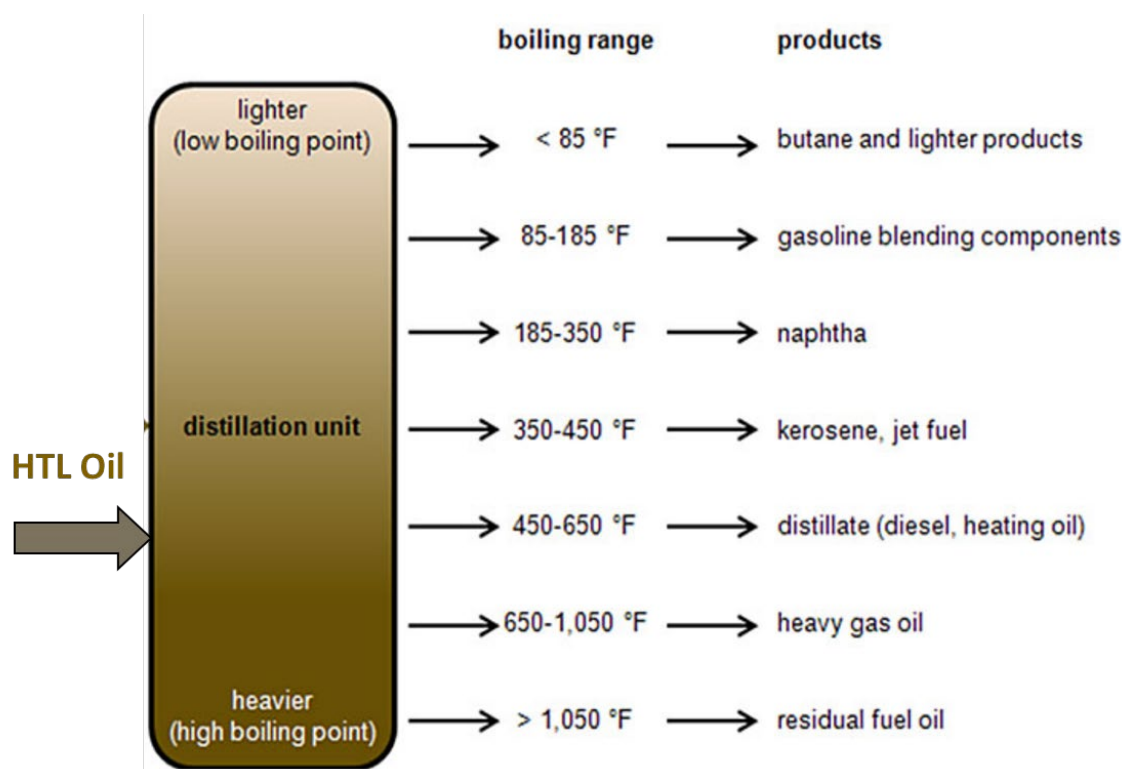 boiling range products
lighter
(low boiling point)
< 85 °F butane and lighter products
85-185 °F gasoline blending components
185-350 °F naphtha
distillation unit 350-450 °F kerosene, jet fuel
HTL Oil
450-650 °F distillate (diesel, heating oil)
650-1,050 °F heavy gas oil
heavier
(high boiling point)
> 1,050 °F residual fuel oil